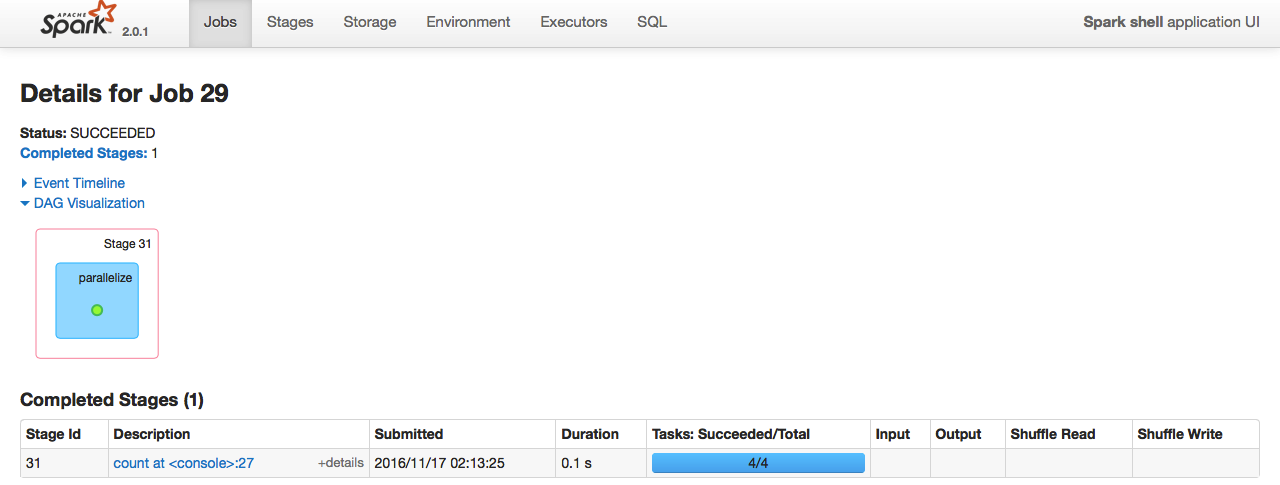 APACHE
Spark 2.0.1 Jobs Stages Storage Environment Executors SQL Spark shell application UI
Details for Job 29
Status: SUCCEEDED
Completed Stages: 1
Event Timeline
DAG Visualization
Stage 31
parallelize
Completed Stages (1)
Stage Id Description Submitted Duration Tasks: Succeeded/Total Input Output Shuffle Read Shuffle Write
31 count at <console>:27 +details 2016/11/17 02:13:25 0.1 s 4/4